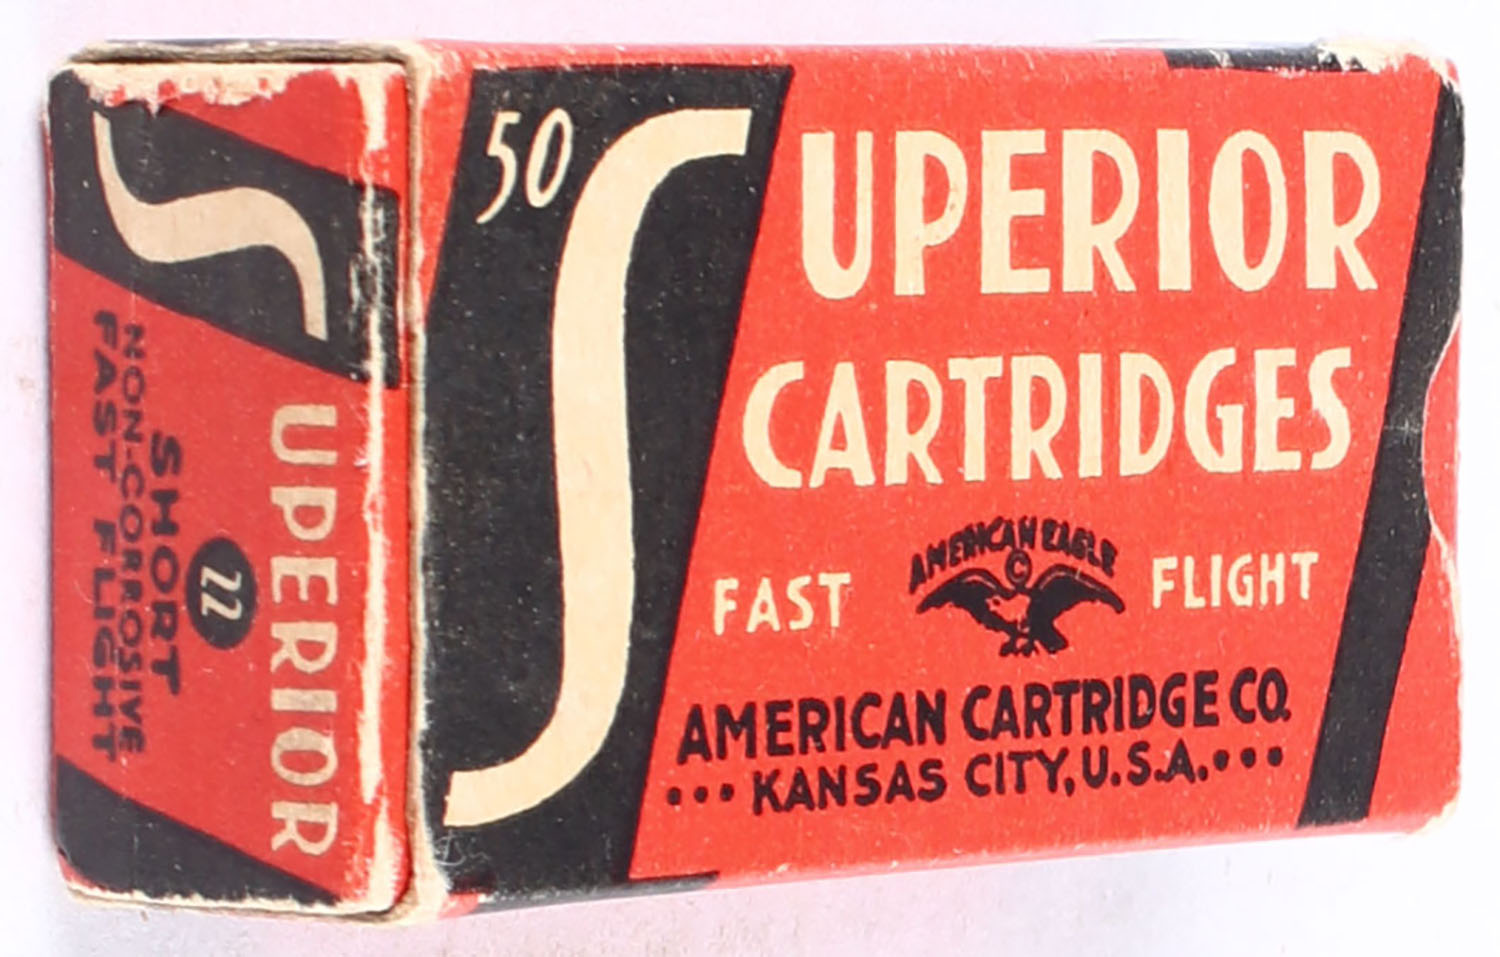 50
SUPERIOR
CARTRIDGES
AMERICAN EAGLE
©
FAST FLIGHT
AMERICAN CARTRIDGE CO.
••• KANSAS CITY, U.S.A. •••
SUPERIOR
22
SHORT
NON-CORROSIVE
FAST FLIGHT